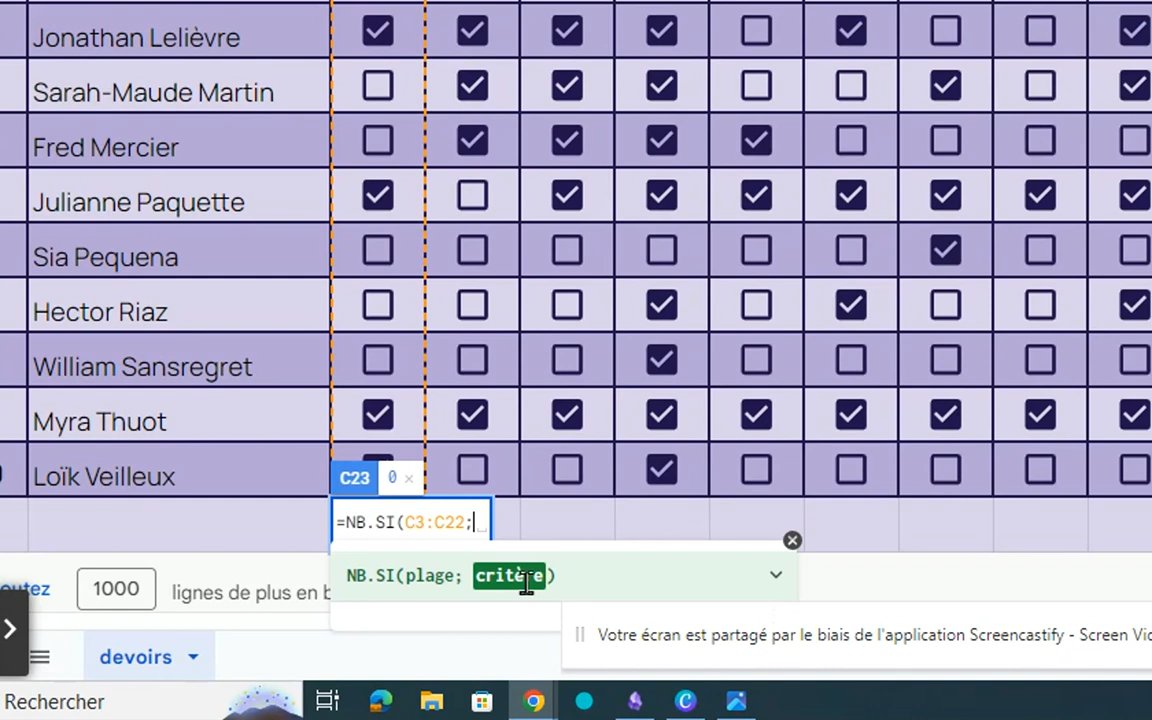 Jonathan Lelièvre
Sarah-Maude Martin
Fred Mercier
Julianne Paquette
Sia Pequena
Hector Riaz
William Sansregret
Myra Thuot
Loïk Veilleux
C23 0 ×
=NB.SI(C3:C22;
NB.SI(plage; critère)
outez 1000 lignes de plus en b
Votre écran est partagé par le biais de l'application Screencastify - Screen Vic
devoirs
Rechercher